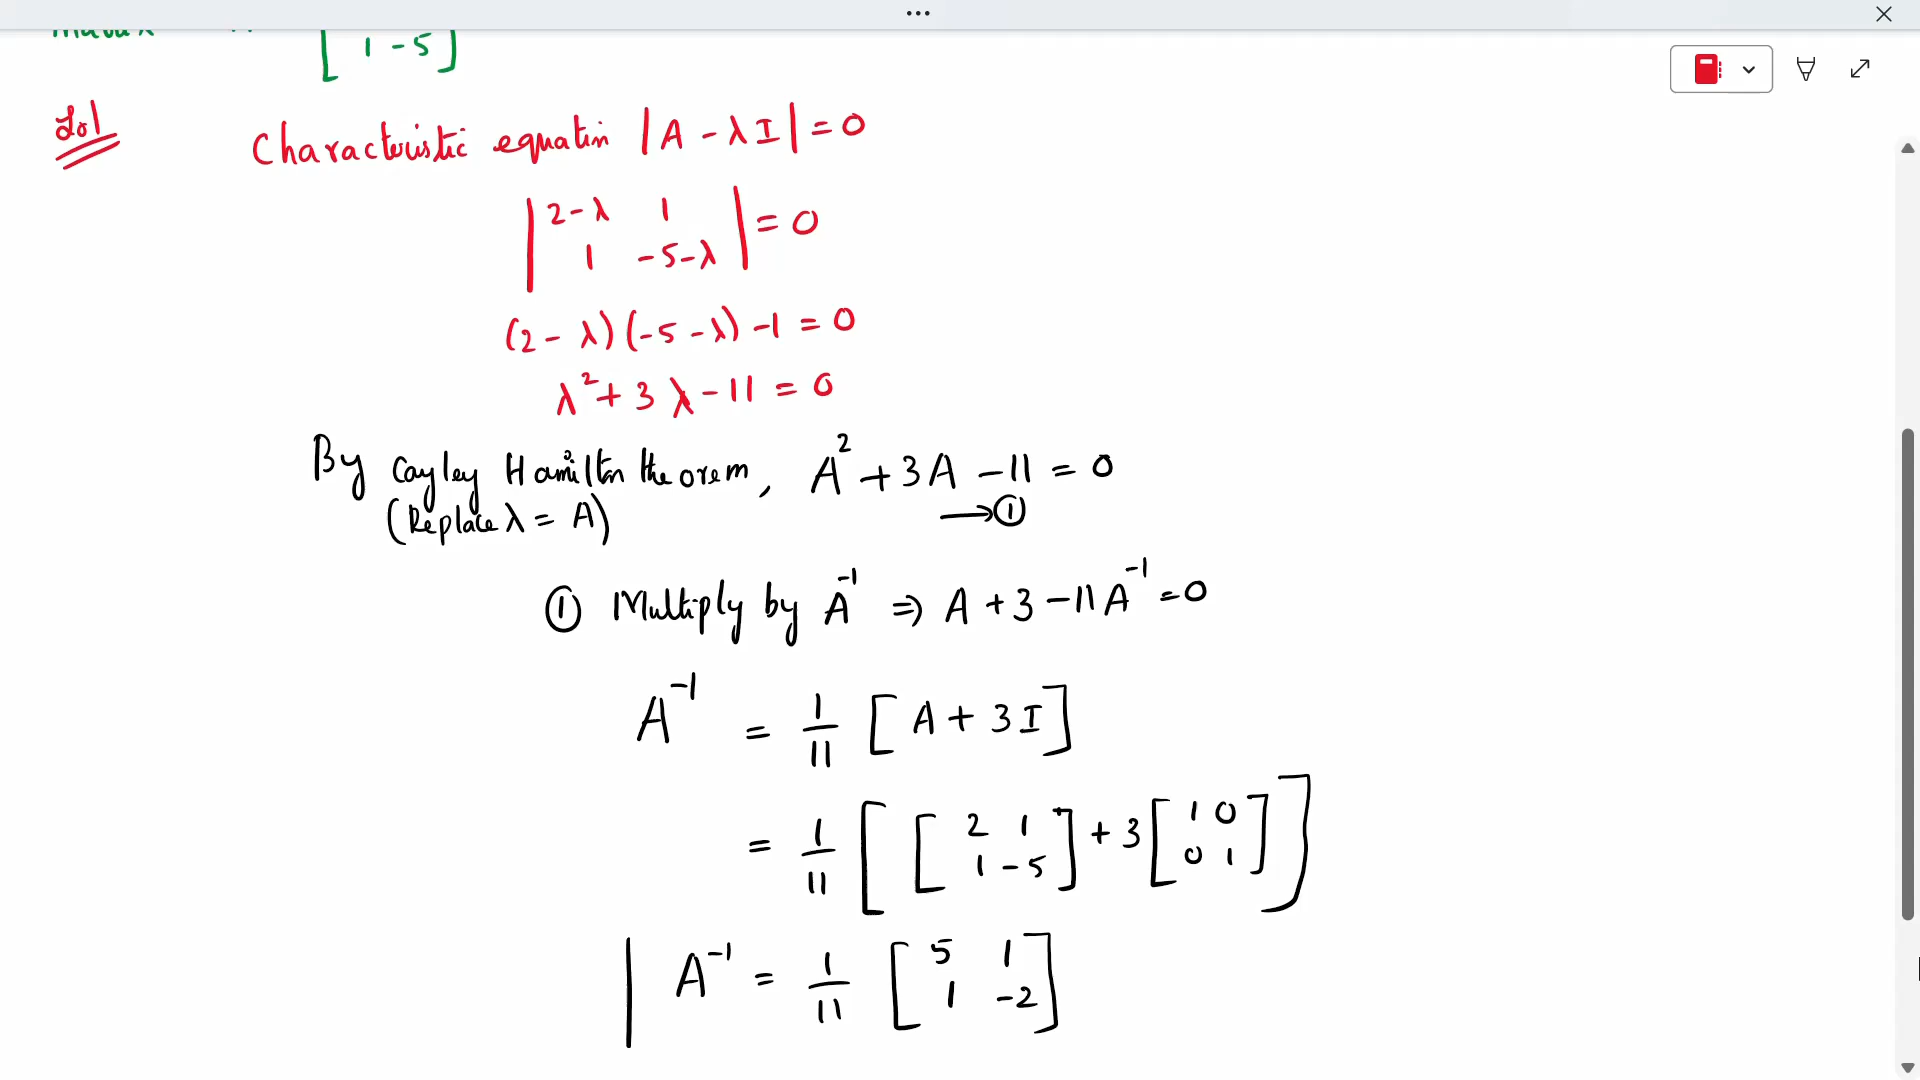 1 -5
Sol
Characteristic equatin |A - λI| = 0
|2-λ 1
1 -5-λ| = 0
(2 - λ)(-5 - λ) -1 = 0
λ² + 3λ - 11 = 0
By Cayley Hamilton theorem, A² + 3A - 11 = 0
(Replace λ = A) → ①
① Multiply by A⁻¹ ⇒ A + 3 - 11A⁻¹ = 0
A⁻¹ = 1/11 [A + 3I]
= 1/11 [[2 1
1 -5] + 3[1 0
0 1]]
A⁻¹ = 1/11 [5 1
1 -2]